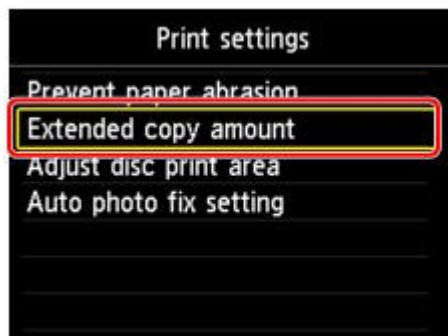 Print settings
Prevent paper abrasion
Extended copy amount
Adjust disc print area
Auto photo fix setting